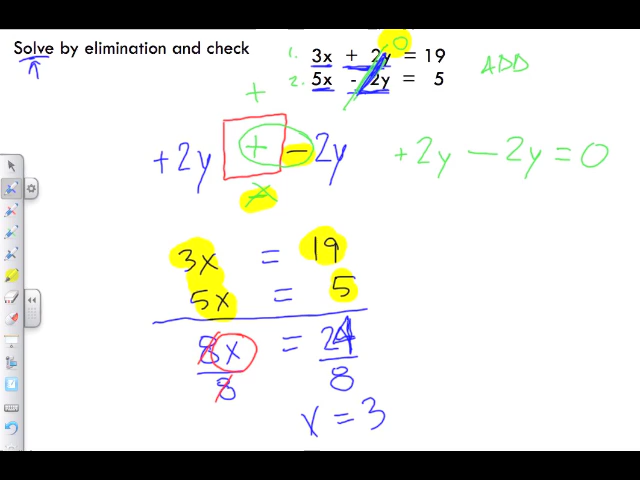 Solve by elimination and check
1. 3x + 2y = 19
0
2. 5x - 2y = 5
ADD
+
+2y + - 2y
+2y - 2y = 0
x
3x = 19
5x = 5
8x = 24
8 8
x = 3